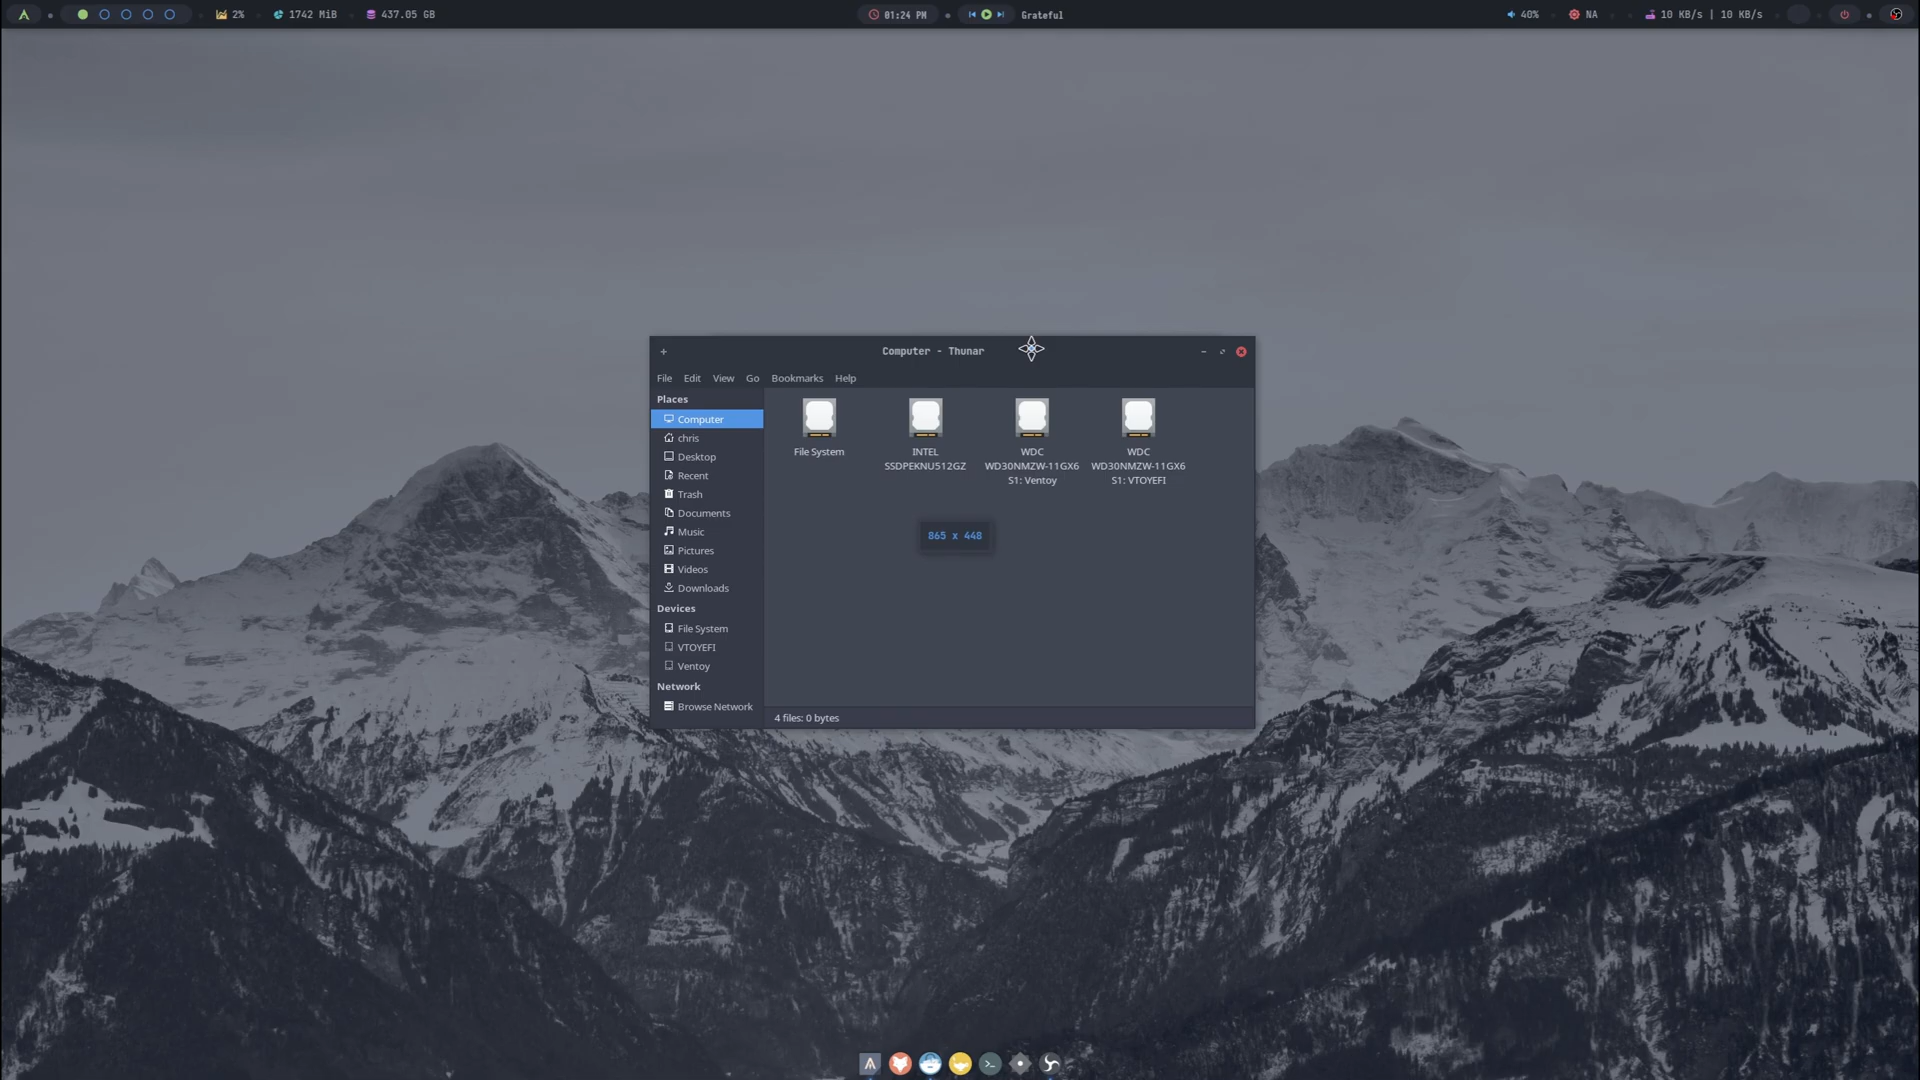 2%
1742 MiB
437.05 GB
01:24 PM
Grateful
40%
NA
10 KB/s | 10 KB/s
Computer - Thunar
File Edit View Go Bookmarks Help
Places
Computer
chris
Desktop
Recent
Trash
Documents
Music
Pictures
Videos
Downloads
Devices
File System
VTOYEFI
Ventoy
Network
Browse Network
File System
INTEL
SSDPEKNU512GZ
WDC
WD30NMZW-11GX6
S1: Ventoy
WDC
WD30NMZW-11GX6
S1: VTOYEFI
865 x 448
4 files: 0 bytes